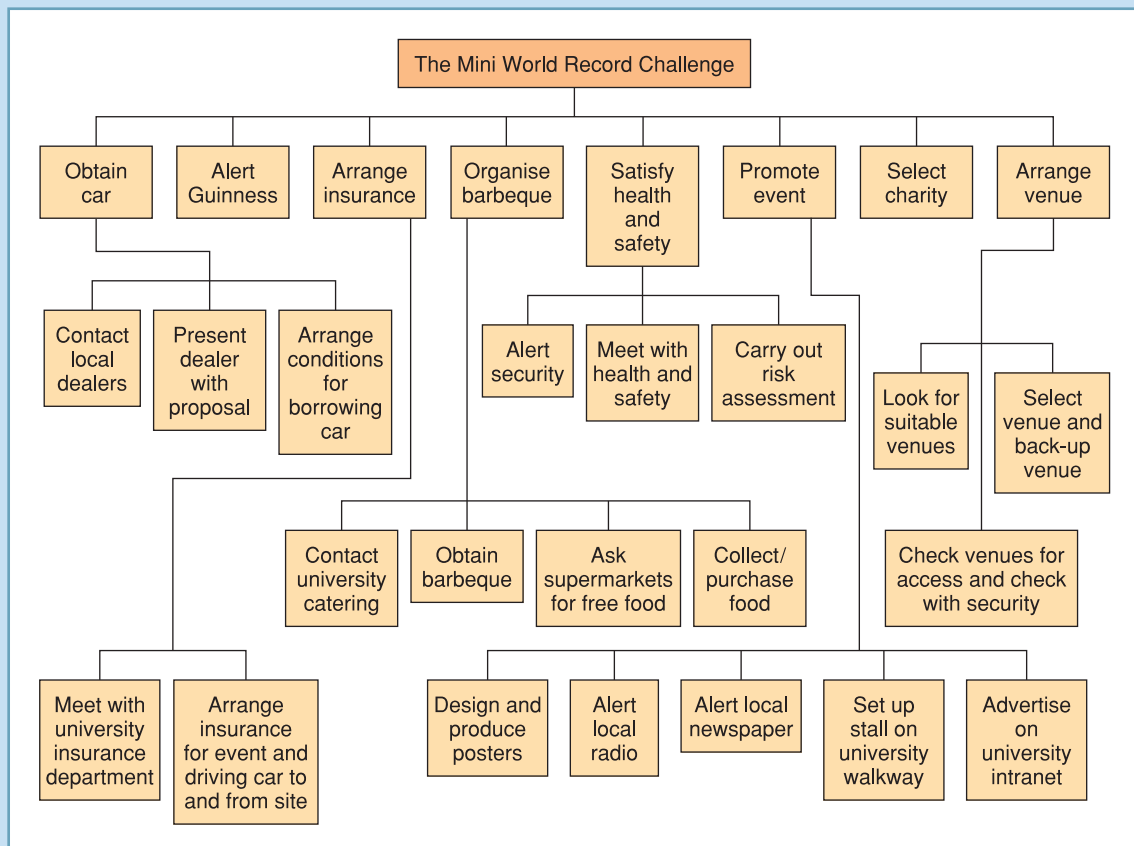 The Mini World Record Challenge
Obtain
car
Alert
Guinness
Arrange
insurance
Organise
barbeque
Satisfy
health
and
safety
Promote
event
Select
charity
Arrange
venue
Contact
local
dealers
Present
dealer
with
proposal
Arrange
conditions
for
borrowing
car
Alert
security
Meet with
health and
safety
Carry out
risk
assessment
Look for
suitable
venues
Select
venue and
back-up
venue
Contact
university
catering
Obtain
barbeque
Ask
supermarkets
for free food
Collect/
purchase
food
Check venues for
access and check
with security
Meet with
university
insurance
department
Arrange
insurance
for event and
driving car to
and from site
Design and
produce
posters
Alert
local
radio
Alert local
newspaper
Set up
stall on
university
walkway
Advertise
on
university
intranet